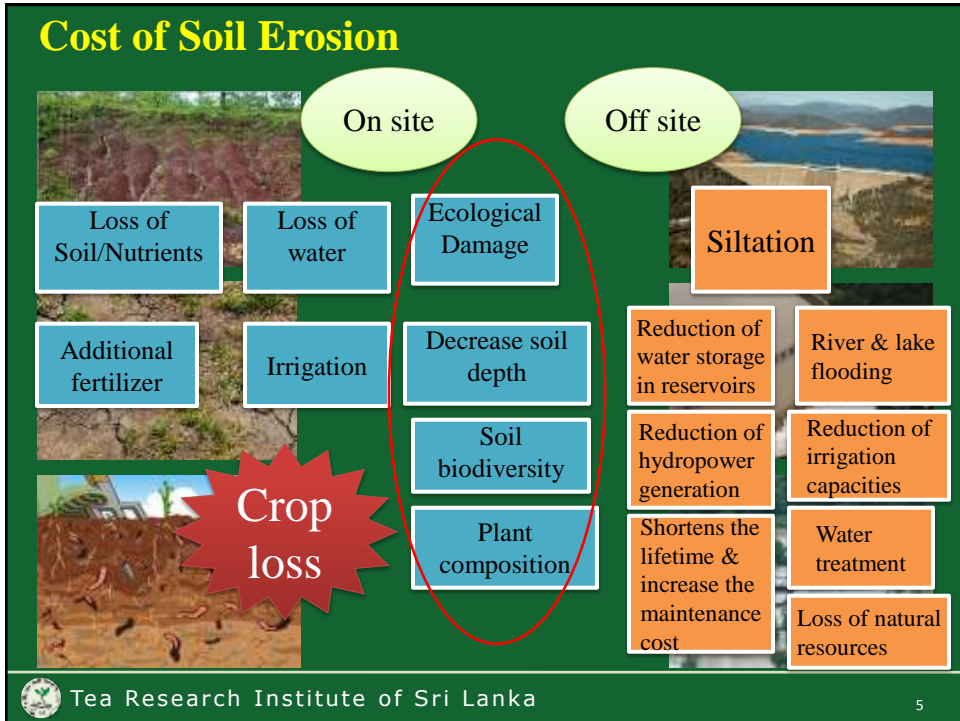 Cost of Soil Erosion
On site
Off site
Loss of
Soil/Nutrients
Loss of
water
Ecological
Damage
Siltation
Additional
fertilizer
Irrigation
Decrease soil
depth
Soil
biodiversity
Plant
composition
Crop
loss
Reduction of
water storage
in reservoirs
River & lake
flooding
Reduction of
hydropower
generation
Reduction of
irrigation
capacities
Shortens the
lifetime &
increase the
maintenance
cost
Water
treatment
Loss of natural
resources
Tea Research Institute of Sri Lanka
5